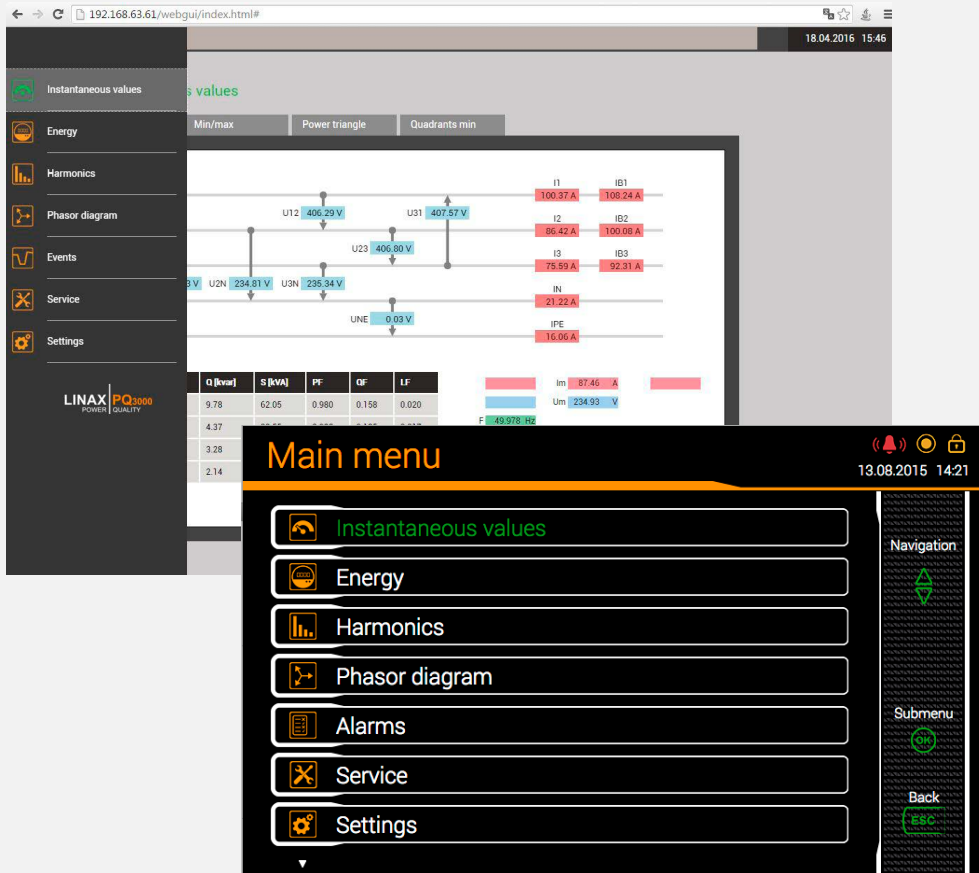 192.168.63.61/webgui/index.html#
18.04.2016 15:46
Instantaneous values
values
Energy
Min/max
Power triangle
Quadrants min
Harmonics
Phasor diagram
Events
Service
Settings
LINAX PQ3000
POWER QUALITY
I1
IB1
100.37 A
108.24 A
U12 406.29 V
U31 407.57 V
I2
IB2
86.42 A
100.08 A
U23 406.80 V
I3
IB3
75.59 A
92.31 A
V U2N 234.81 V U3N 235.34 V
IN
21.22 A
UNE 0.03 V
IPE
16.06 A
Q [kvar] S [kVA] PF QF LF
9.78 62.05 0.980 0.158 0.020
4.37
3.28
2.14
Im 87.46 A
Um 234.93 V
F 49.978 Hz
Main menu
13.08.2015 14:21
Instantaneous values
Energy
Harmonics
Phasor diagram
Alarms
Service
Settings
Navigation
Submenu
OK
Back
ESC